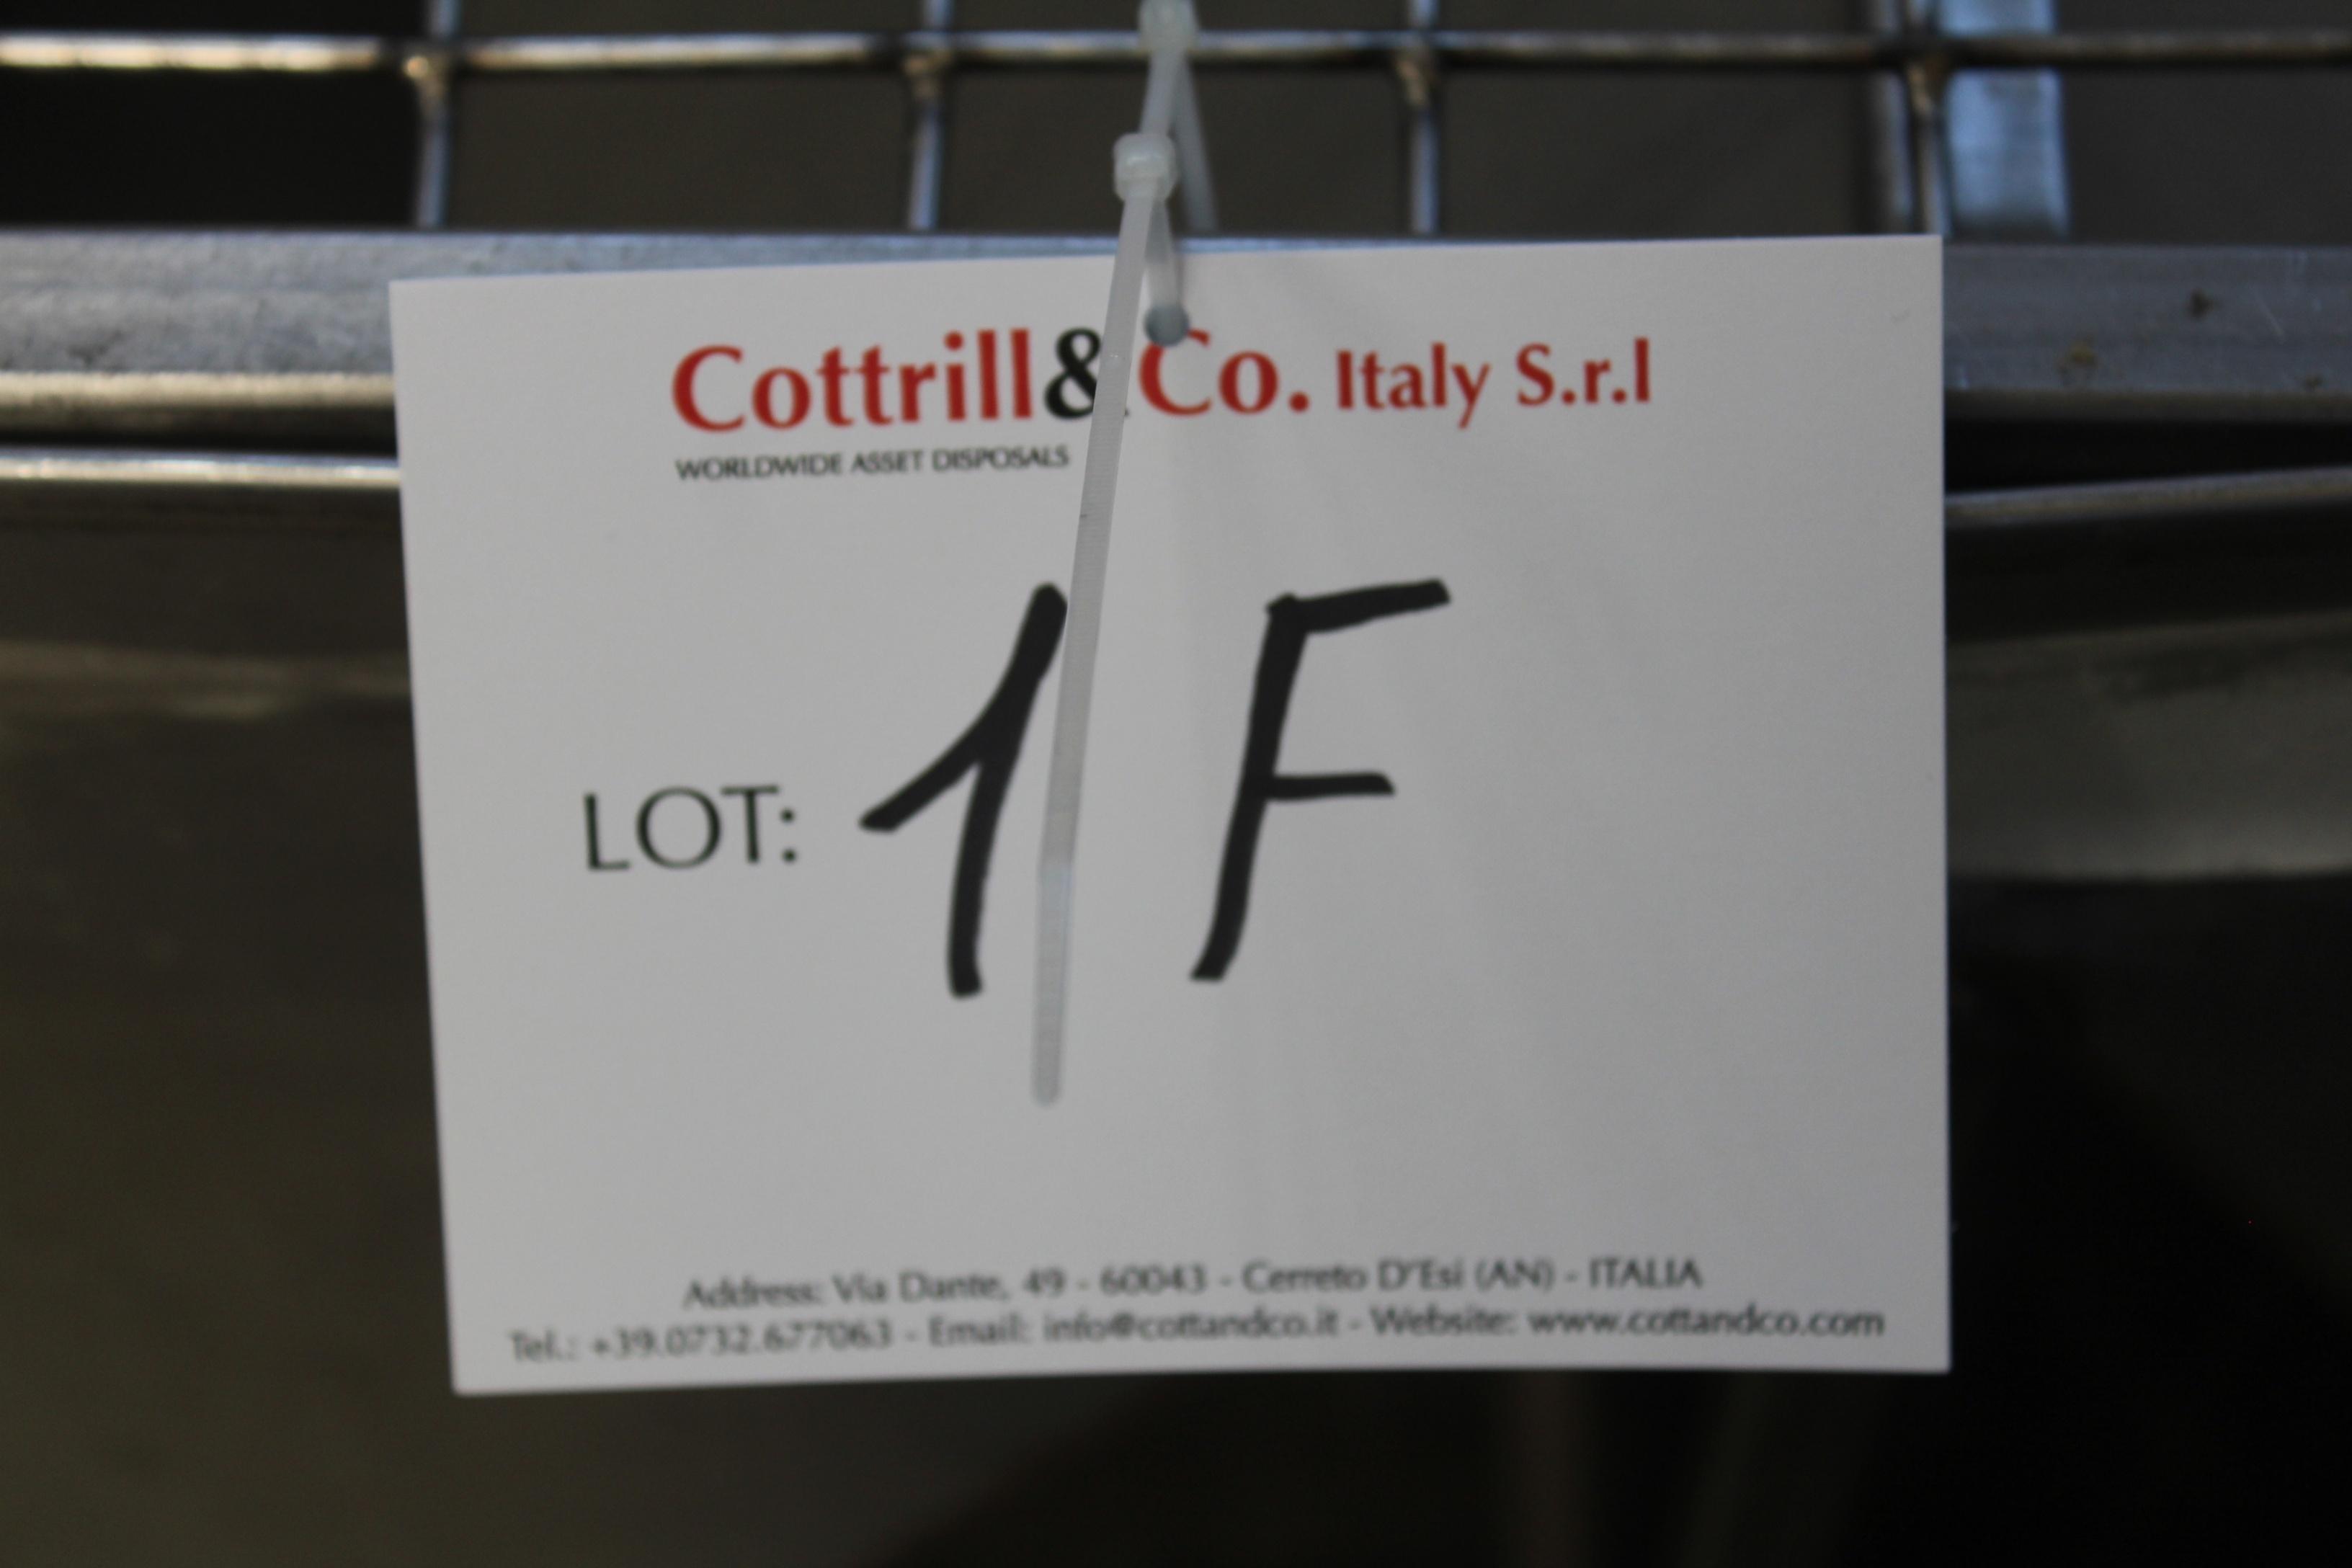 Cottrill&Co. Italy S.r.l
WORLDWIDE ASSET DISPOSALS
LOT: 1 F
Address: Via Dante, 49 - 60043 - Cerreto D'Esi (AN) - ITALIA
Tel.: +39.0732.677063 - Email: info@cottandco.it - Website: www.cottandco.com